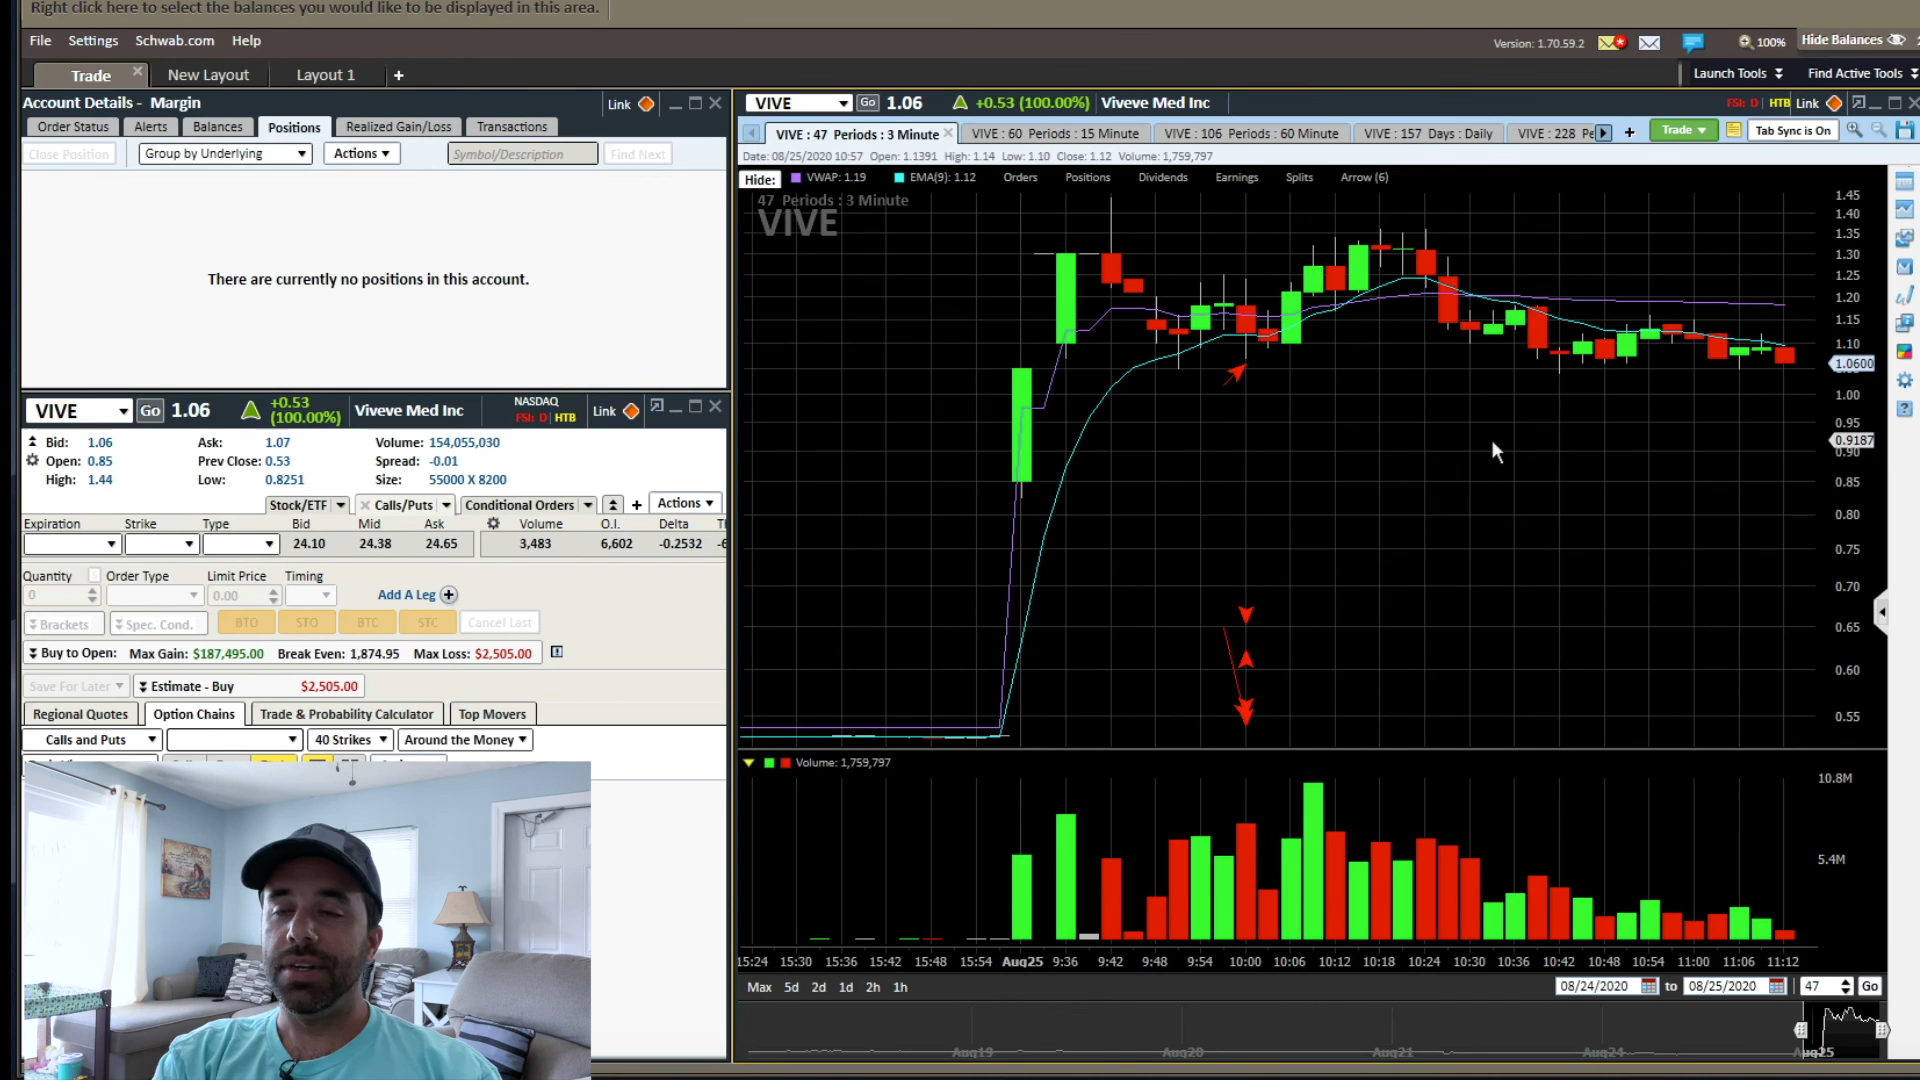 Right click here to select the balances you would like to be displayed in this area.
File Settings Schwab.com Help
Version: 1.70.59.2 100% Hide Balances
Trade New Layout Layout 1 +
Launch Tools Find Active Tools
Account Details - Margin
Link
Order Status Alerts Balances Positions Realized Gain/Loss Transactions
Close Position Group by Underlying Actions Symbol/Description Find Next
There are currently no positions in this account.
VIVE Go 1.06 +0.53 (100.00%) Viveve Med Inc NASDAQ FSI: D HTB Link
Bid: 1.06 Ask: 1.07 Volume: 154,055,030
Open: 0.85 Prev Close: 0.53 Spread: -0.01
High: 1.44 Low: 0.8251 Size: 55000 X 8200
Stock/ETF Calls/Puts Conditional Orders + Actions
Expiration Strike Type Bid Mid Ask Volume O.I. Delta
24.10 24.38 24.65 3,483 6,602 -0.2532
Quantity Order Type Limit Price Timing
0 0.00 Add A Leg
Brackets Spec. Cond. BTO STO BTC STC Cancel Last
Buy to Open: Max Gain: $187,495.00 Break Even: 1,874.95 Max Loss: $2,505.00
Save For Later Estimate - Buy $2,505.00
Regional Quotes Option Chains Trade & Probability Calculator Top Movers
Calls and Puts 40 Strikes Around the Money
VIVE Go 1.06 +0.53 (100.00%) Viveve Med Inc FSI: D HTB Link
VIVE : 47 Periods : 3 Minute VIVE : 60 Periods : 15 Minute VIVE : 106 Periods : 60 Minute VIVE : 157 Days : Daily VIVE : 228 Pe + Trade Tab Sync is On
Date: 08/25/2020 10:57 Open: 1.1391 High: 1.14 Low: 1.10 Close: 1.12 Volume: 1,759,797
Hide: VWAP: 1.19 EMA(9): 1.12 Orders Positions Dividends Earnings Splits Arrow (6)
47 Periods : 3 Minute
VIVE
1.45
1.40
1.35
1.30
1.25
1.20
1.15
1.10
1.0600
1.00
0.95
0.9187
0.90
0.85
0.80
0.75
0.70
0.65
0.60
0.55
Volume: 1,759,797
10.8M
5.4M
15:24 15:30 15:36 15:42 15:48 15:54 Aug25 9:36 9:42 9:48 9:54 10:00 10:06 10:12 10:18 10:24 10:30 10:36 10:42 10:48 10:54 11:00 11:06 11:12
Max 5d 2d 1d 2h 1h 08/24/2020 to 08/25/2020 47 Go
Aug19 Aug20 Aug21 Aug24 Aug25